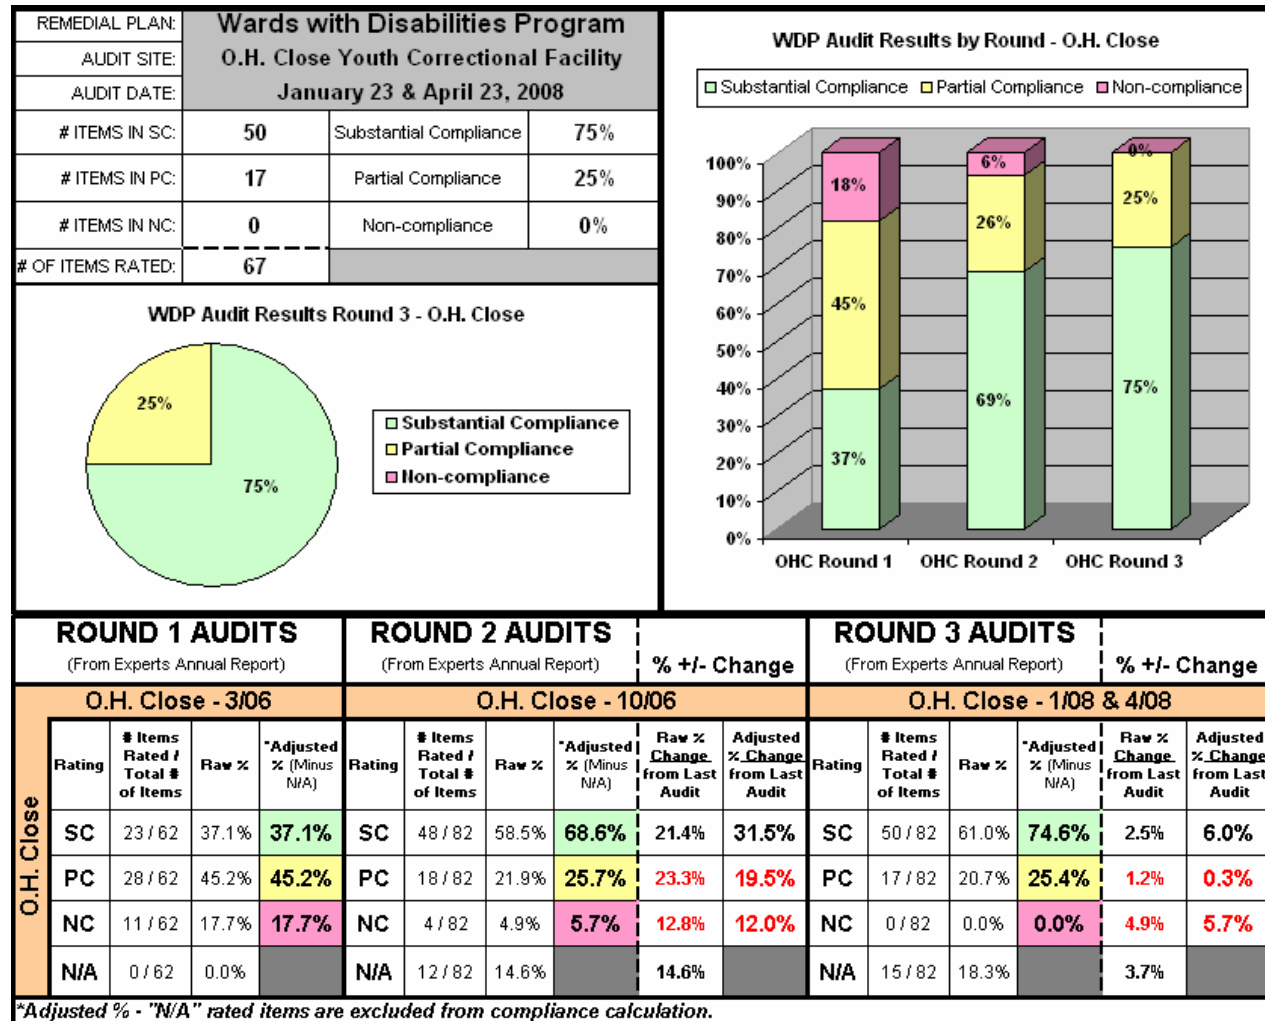 REMEDIAL PLAN: Wards with Disabilities Program
AUDIT SITE: O.H. Close Youth Correctional Facility
AUDIT DATE: January 23 & April 23, 2008
# ITEMS IN SC: 50 Substantial Compliance 75%
# ITEMS IN PC: 17 Partial Compliance 25%
# ITEMS IN NC: 0 Non-compliance 0%
# OF ITEMS RATED: 67
WDP Audit Results Round 3 - O.H. Close
25%
75%
Substantial Compliance
Partial Compliance
Non-compliance
WDP Audit Results by Round - O.H. Close
Substantial Compliance Partial Compliance Non-compliance
100%
90%
80%
70%
60%
50%
40%
30%
20%
10%
0%
18%
45%
37%
6%
26%
69%
0%
25%
75%
OHC Round 1 OHC Round 2 OHC Round 3
ROUND 1 AUDITS
(From Experts Annual Report)
ROUND 2 AUDITS
(From Experts Annual Report)
% +/- Change
ROUND 3 AUDITS
(From Experts Annual Report)
% +/- Change
O.H. Close
O.H. Close - 3/06 O.H. Close - 10/06 O.H. Close - 1/08 & 4/08
Rating # Items Rated / Total # of Items Raw % *Adjusted % (Minus N/A) Rating # Items Rated / Total # of Items Raw % *Adjusted % (Minus N/A) Raw % Change from Last Audit Adjusted % Change from Last Audit Rating # Items Rated / Total # of Items Raw % *Adjusted % (Minus N/A) Raw % Change from Last Audit Adjusted % Change from Last Audit
SC 23 / 62 37.1% 37.1% SC 48 / 82 58.5% 68.6% 21.4% 31.5% SC 50 / 82 61.0% 74.6% 2.5% 6.0%
PC 28 / 62 45.2% 45.2% PC 18 / 82 21.9% 25.7% 23.3% 19.5% PC 17 / 82 20.7% 25.4% 1.2% 0.3%
NC 11 / 62 17.7% 17.7% NC 4 / 82 4.9% 5.7% 12.8% 12.0% NC 0 / 82 0.0% 0.0% 4.9% 5.7%
N/A 0 / 62 0.0% N/A 12 / 82 14.6% 14.6% N/A 15 / 82 18.3% 3.7%
*Adjusted % - "N/A" rated items are excluded from compliance calculation.